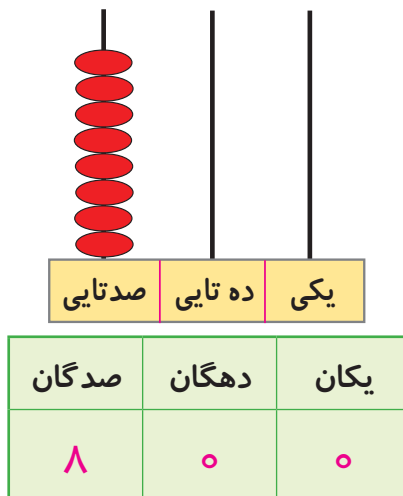 یکی ده تایی صدتایی
یکان دهگان صدگان
۰ ۰ ۸